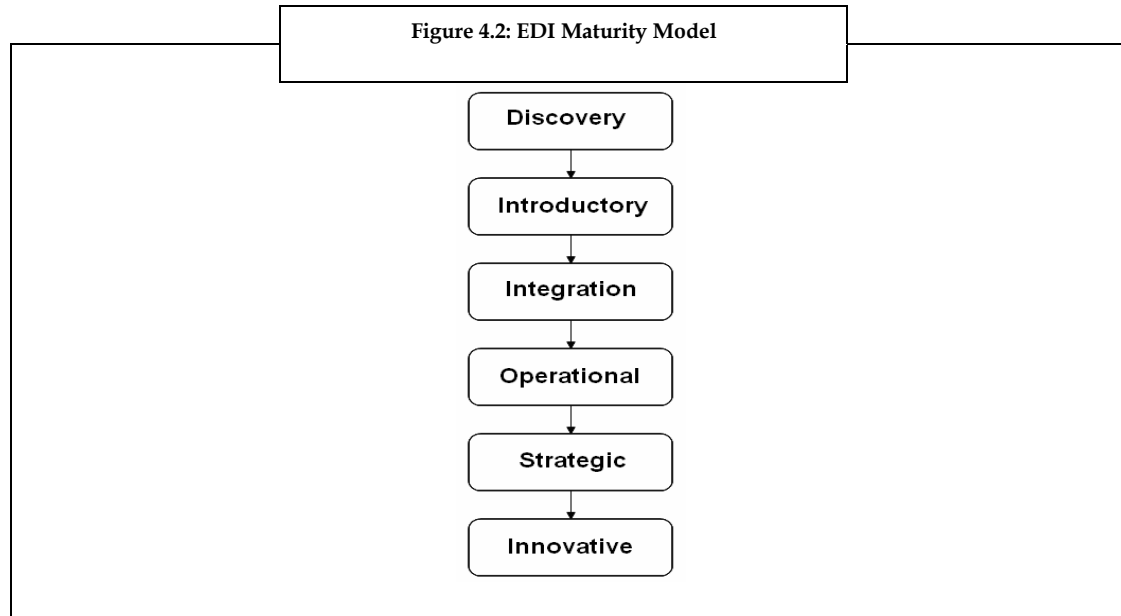 Figure 4.2: EDI Maturity Model
Discovery
Introductory
Integration
Operational
Strategic
Innovative